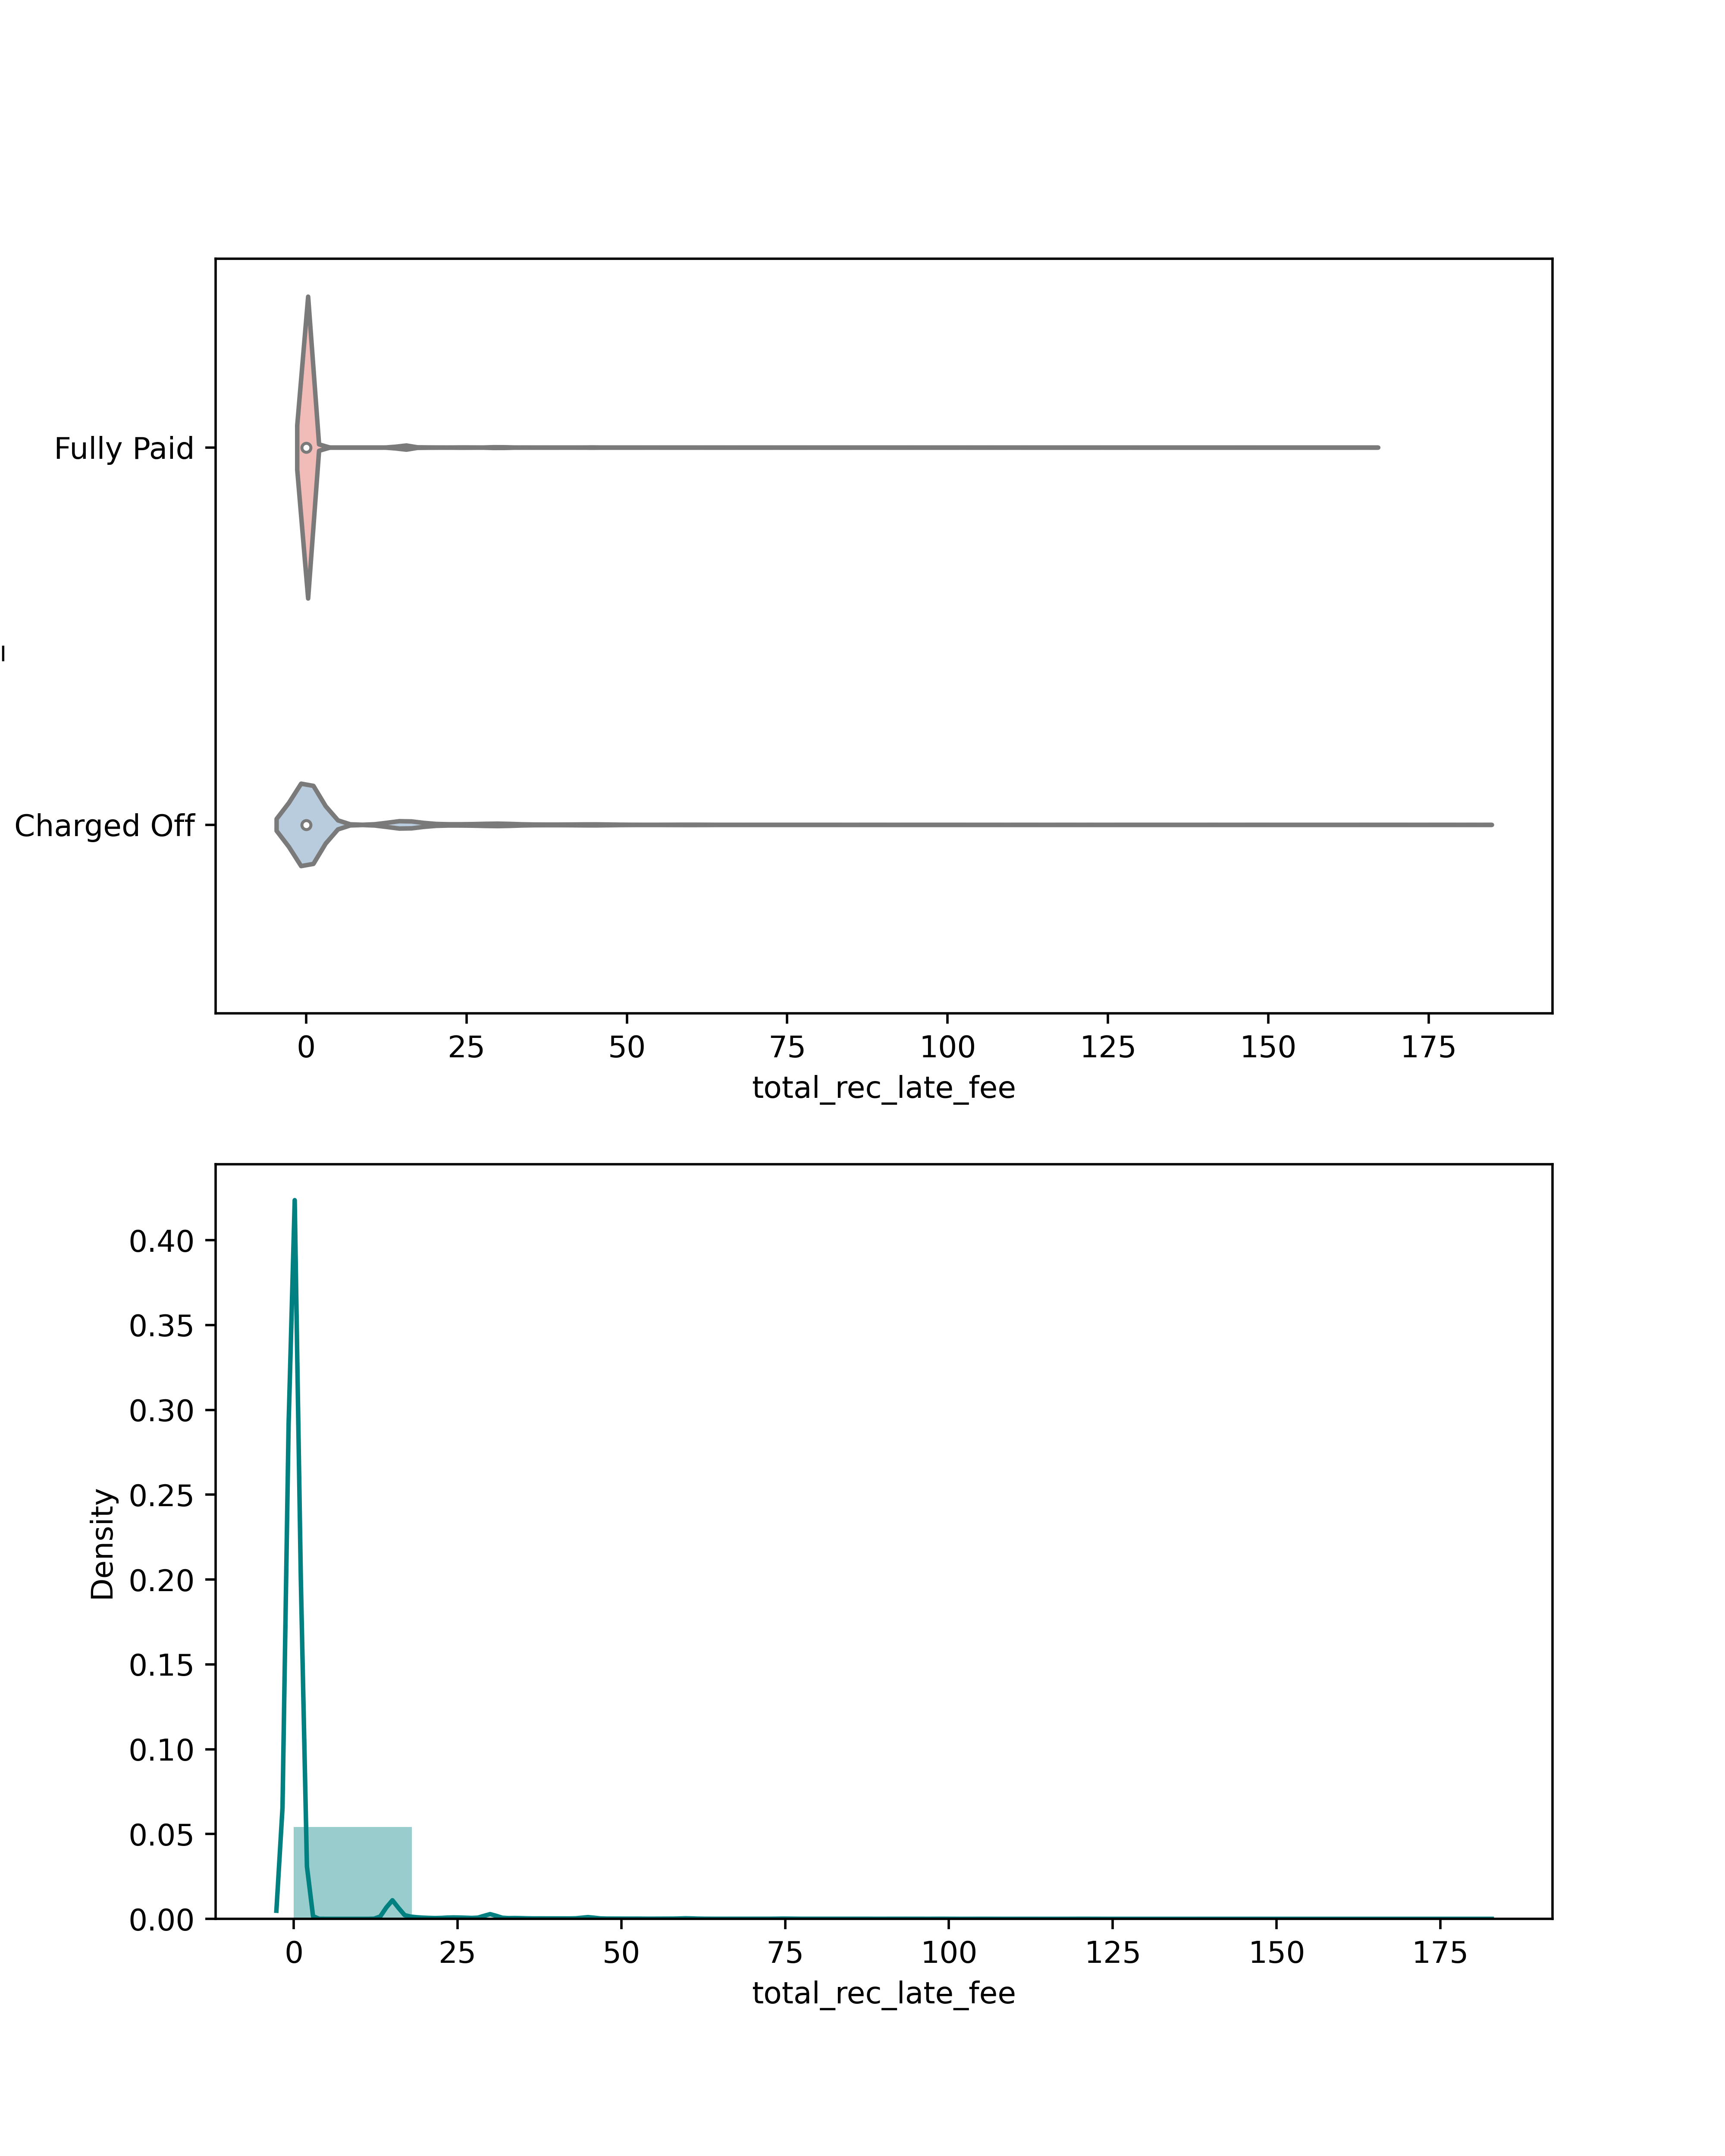 Fully Paid
Charged Off
0 25 50 75 100 125 150 175
total_rec_late_fee
0.40
0.35
0.30
0.25
0.20
0.15
0.10
0.05
0.00
Density
0 25 50 75 100 125 150 175
total_rec_late_fee